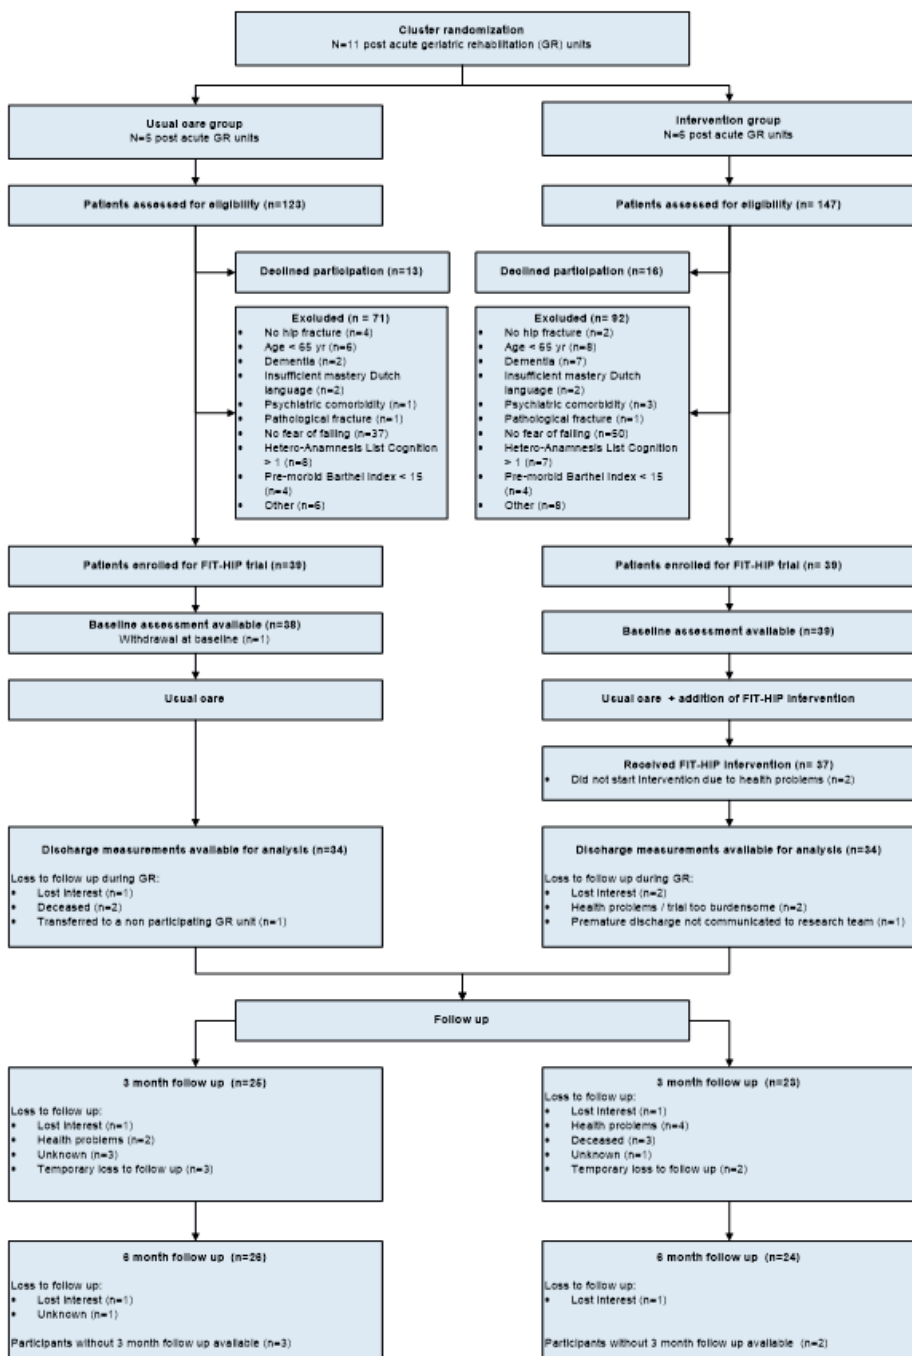 Cluster randomization
N=11 post acute geriatric rehabilitation (GR) units
Usual care group
N=5 post acute GR units
Intervention group
N=6 post acute GR units
Patients assessed for eligibility (n=123)
Patients assessed for eligibility (n= 147)
Declined participation (n=13)
Declined participation (n=16)
Excluded (n = 71)
• No hip fracture (n=4)
• Age < 65 yr (n=6)
• Dementia (n=2)
• Insufficient mastery Dutch
language (n=2)
• Psychiatric comorbidity (n=1)
• Pathological fracture (n=1)
• No fear of falling (n=37)
• Hetero-Anamnesis List Cognition
> 1 (n=8)
• Pre-morbid Barthel Index < 15
(n=4)
• Other (n=6)
Excluded (n= 92)
• No hip fracture (n=2)
• Age < 65 yr (n=8)
• Dementia (n=7)
• Insufficient mastery Dutch
language (n=2)
• Psychiatric comorbidity (n=3)
• Pathological fracture (n=1)
• No fear of falling (n=50)
• Hetero-Anamnesis List Cognition
> 1 (n=7)
• Pre-morbid Barthel Index < 15
(n=4)
• Other (n=8)
Patients enrolled for FIT-HIP trial (n=39)
Patients enrolled for FIT-HIP trial (n= 39)
Baseline assessment available (n=38)
Withdrawal at baseline (n=1)
Baseline assessment available (n=39)
Usual care
Usual care + addition of FIT-HIP intervention
Received FIT-HIP intervention (n= 37)
• Did not start intervention due to health problems (n=2)
Discharge measurements available for analysis (n=34)
Loss to follow up during GR:
• Lost interest (n=1)
• Deceased (n=2)
• Transferred to a non participating GR unit (n=1)
Discharge measurements available for analysis (n=34)
Loss to follow up during GR:
• Lost interest (n=2)
• Health problems / trial too burdensome (n=2)
• Premature discharge not communicated to research team (n=1)
Follow up
3 month follow up (n=25)
Loss to follow up:
• Lost interest (n=1)
• Health problems (n=2)
• Unknown (n=3)
• Temporary loss to follow up (n=3)
3 month follow up (n=23)
Loss to follow up:
• Lost interest (n=1)
• Health problems (n=4)
• Deceased (n=3)
• Unknown (n=1)
• Temporary loss to follow up (n=2)
6 month follow up (n=26)
Loss to follow up:
• Lost interest (n=1)
• Unknown (n=1)
Participants without 3 month follow up available (n=3)
6 month follow up (n=24)
Loss to follow up:
• Lost interest (n=1)
Participants without 3 month follow up available (n=2)